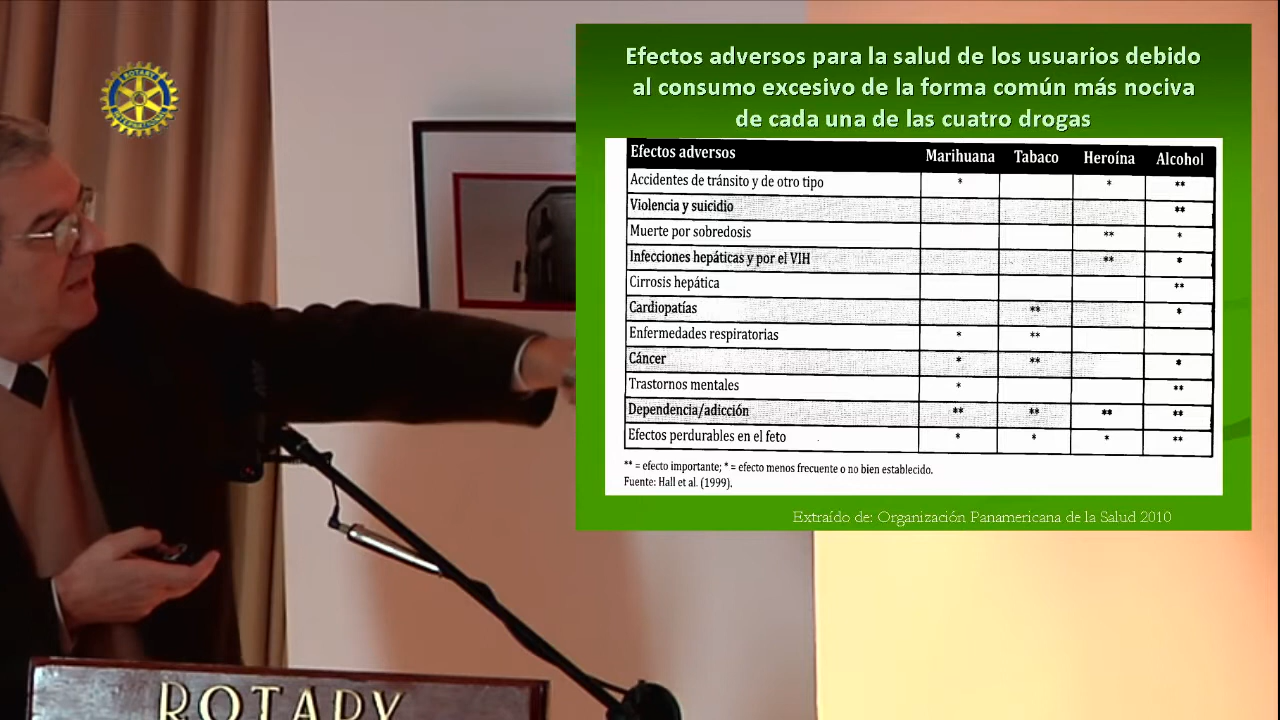 ROTARY
INTERNATIONAL
Efectos adversos para la salud de los usuarios debido
al consumo excesivo de la forma común más nociva
de cada una de las cuatro drogas
Efectos adversos Marihuana Tabaco Heroína Alcohol
Accidentes de tránsito y de otro tipo * * **
Violencia y suicidio **
Muerte por sobredosis ** *
Infecciones hepáticas y por el VIH ** *
Cirrosis hepática **
Cardiopatías ** *
Enfermedades respiratorias * **
Cáncer * ** *
Trastornos mentales * **
Dependencia/adicción ** ** ** **
Efectos perdurables en el feto * * * **
** = efecto importante; * = efecto menos frecuente o no bien establecido.
Fuente: Hall et al. (1999).
Extraído de: Organización Panamericana de la Salud 2010
ROTARY